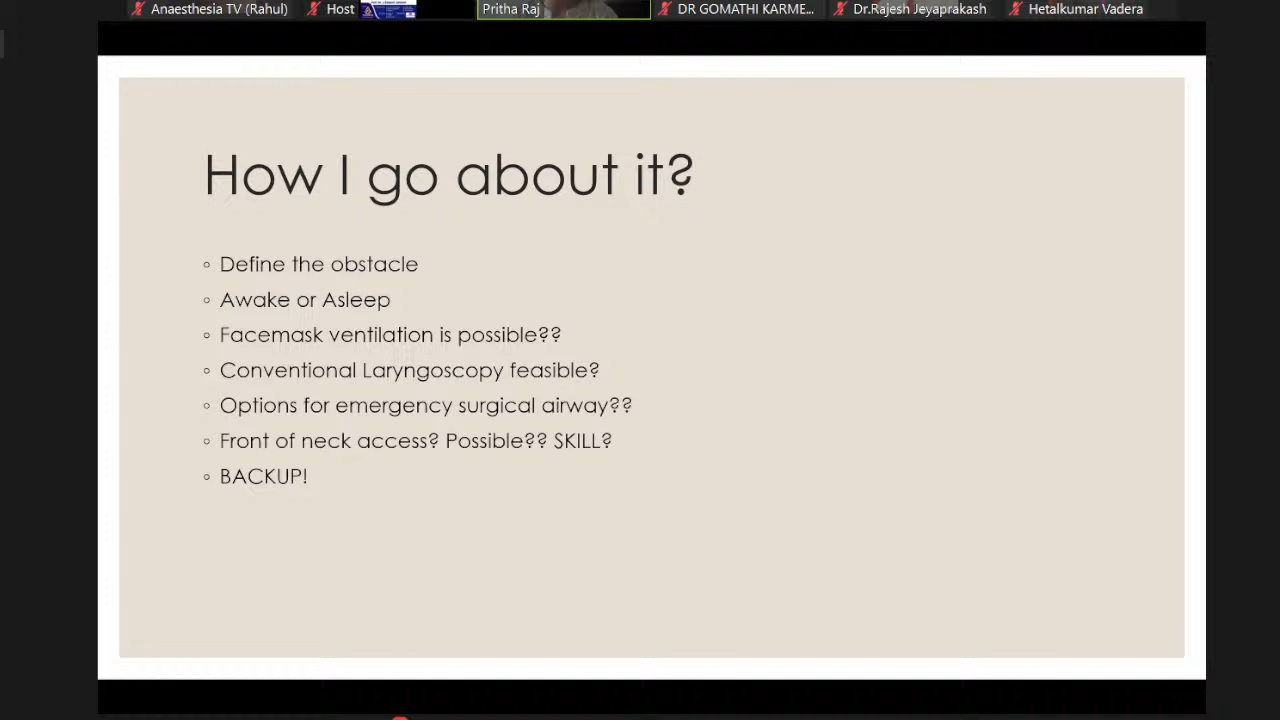 Anaesthesia TV (Rahul) Host Pritha Raj DR GOMATHI KARME... Dr.Rajesh Jeyaprakash Hetalkumar Vadera
How I go about it?
Define the obstacle
Awake or Asleep
Facemask ventilation is possible??
Conventional Laryngoscopy feasible?
Options for emergency surgical airway??
Front of neck access? Possible?? SKILL?
BACKUP!